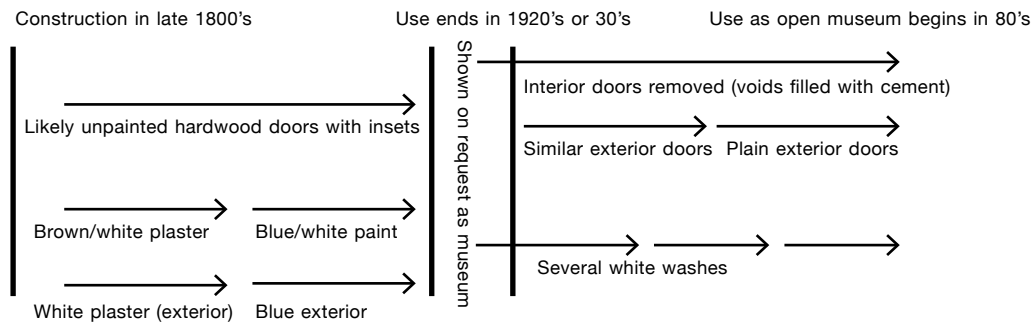 Construction in late 1800's
Use ends in 1920's or 30's
Use as open museum begins in 80's
Shown on request as museum
Interior doors removed (voids filled with cement)
Likely unpainted hardwood doors with insets
Similar exterior doors
Plain exterior doors
Brown/white plaster
Blue/white paint
Several white washes
White plaster (exterior)
Blue exterior